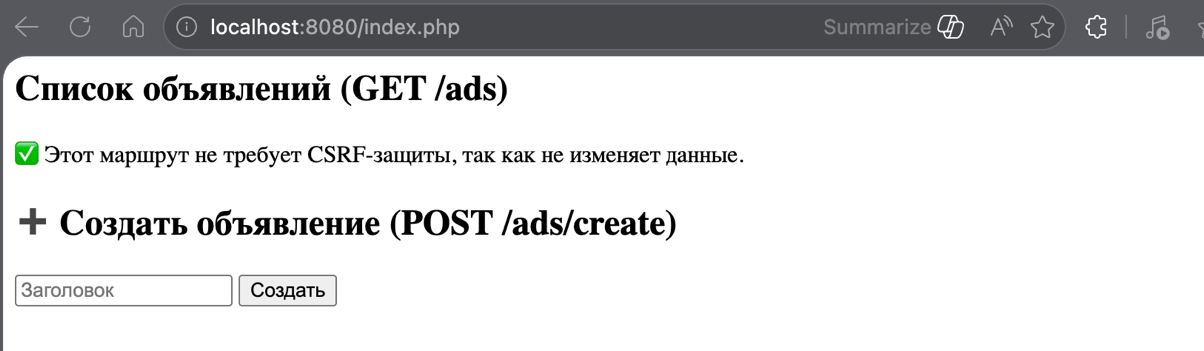 localhost:8080/index.php Summarize
Список объявлений (GET /ads)
✅ Этот маршрут не требует CSRF-защиты, так как не изменяет данные.
➕ Создать объявление (POST /ads/create)
Заголовок Создать